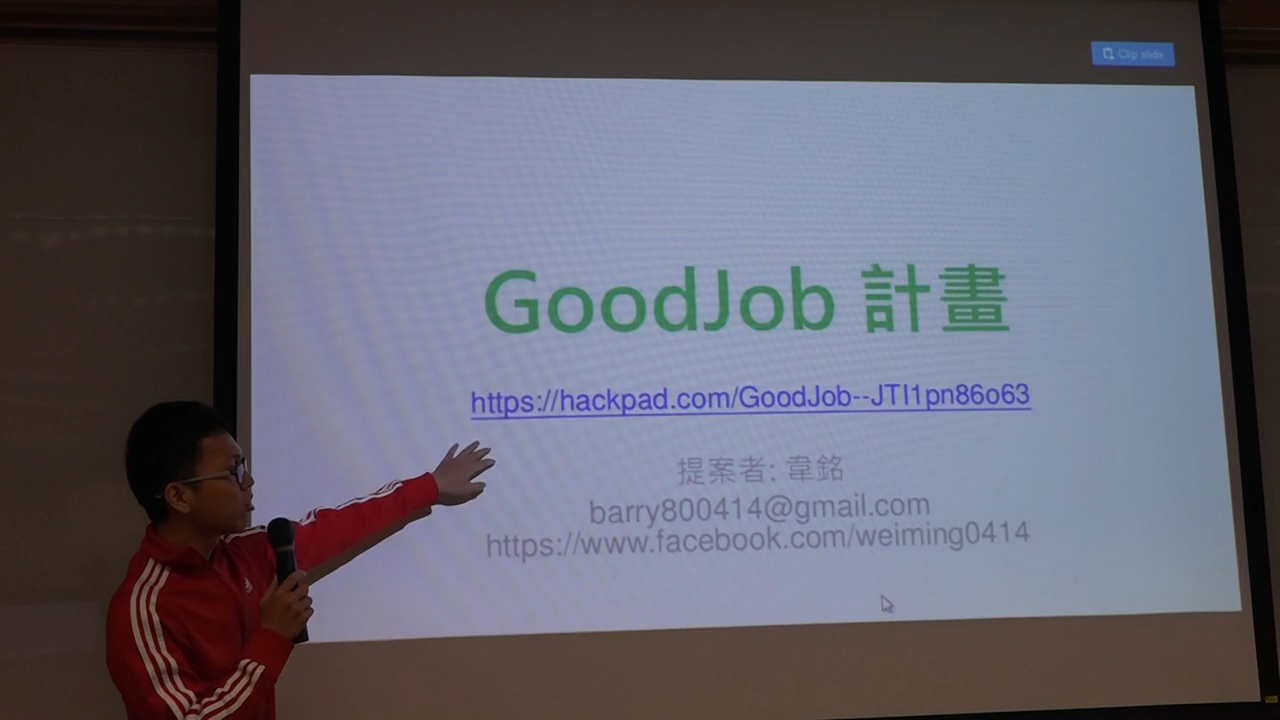 Clip slide
GoodJob 計畫
https://hackpad.com/GoodJob--JTI1pn86o63
提案者: 韋銘
barry800414@gmail.com
https://www.facebook.com/weiming0414